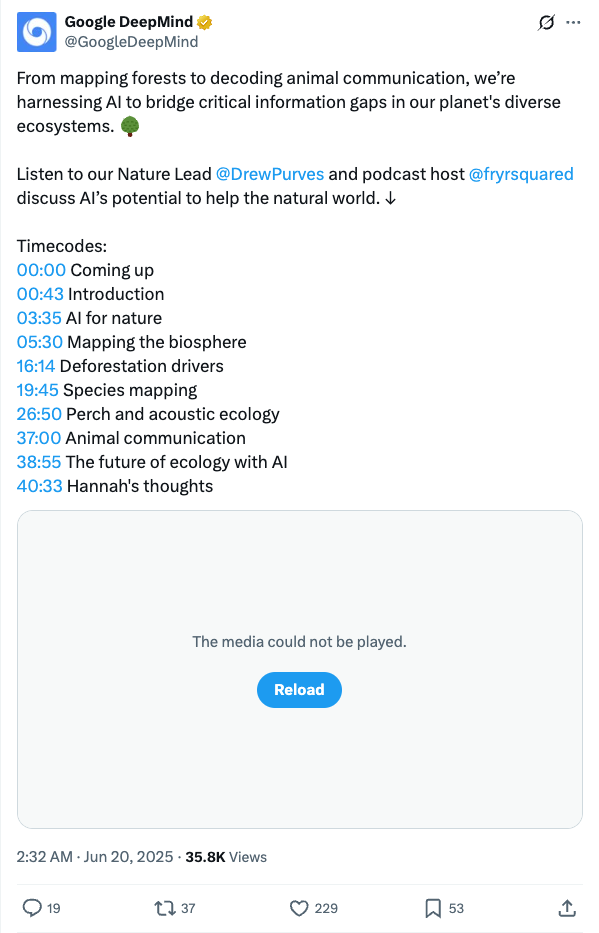 Google DeepMind
@GoogleDeepMind
From mapping forests to decoding animal communication, we’re
harnessing AI to bridge critical information gaps in our planet's diverse
ecosystems. 🌳
Listen to our Nature Lead @DrewPurves and podcast host @fryrsquared
discuss AI’s potential to help the natural world. ↓
Timecodes:
00:00 Coming up
00:43 Introduction
03:35 AI for nature
05:30 Mapping the biosphere
16:14 Deforestation drivers
19:45 Species mapping
26:50 Perch and acoustic ecology
37:00 Animal communication
38:55 The future of ecology with AI
40:33 Hannah's thoughts
The media could not be played.
Reload
2:32 AM · Jun 20, 2025 · 35.8K Views
19 37 229 53